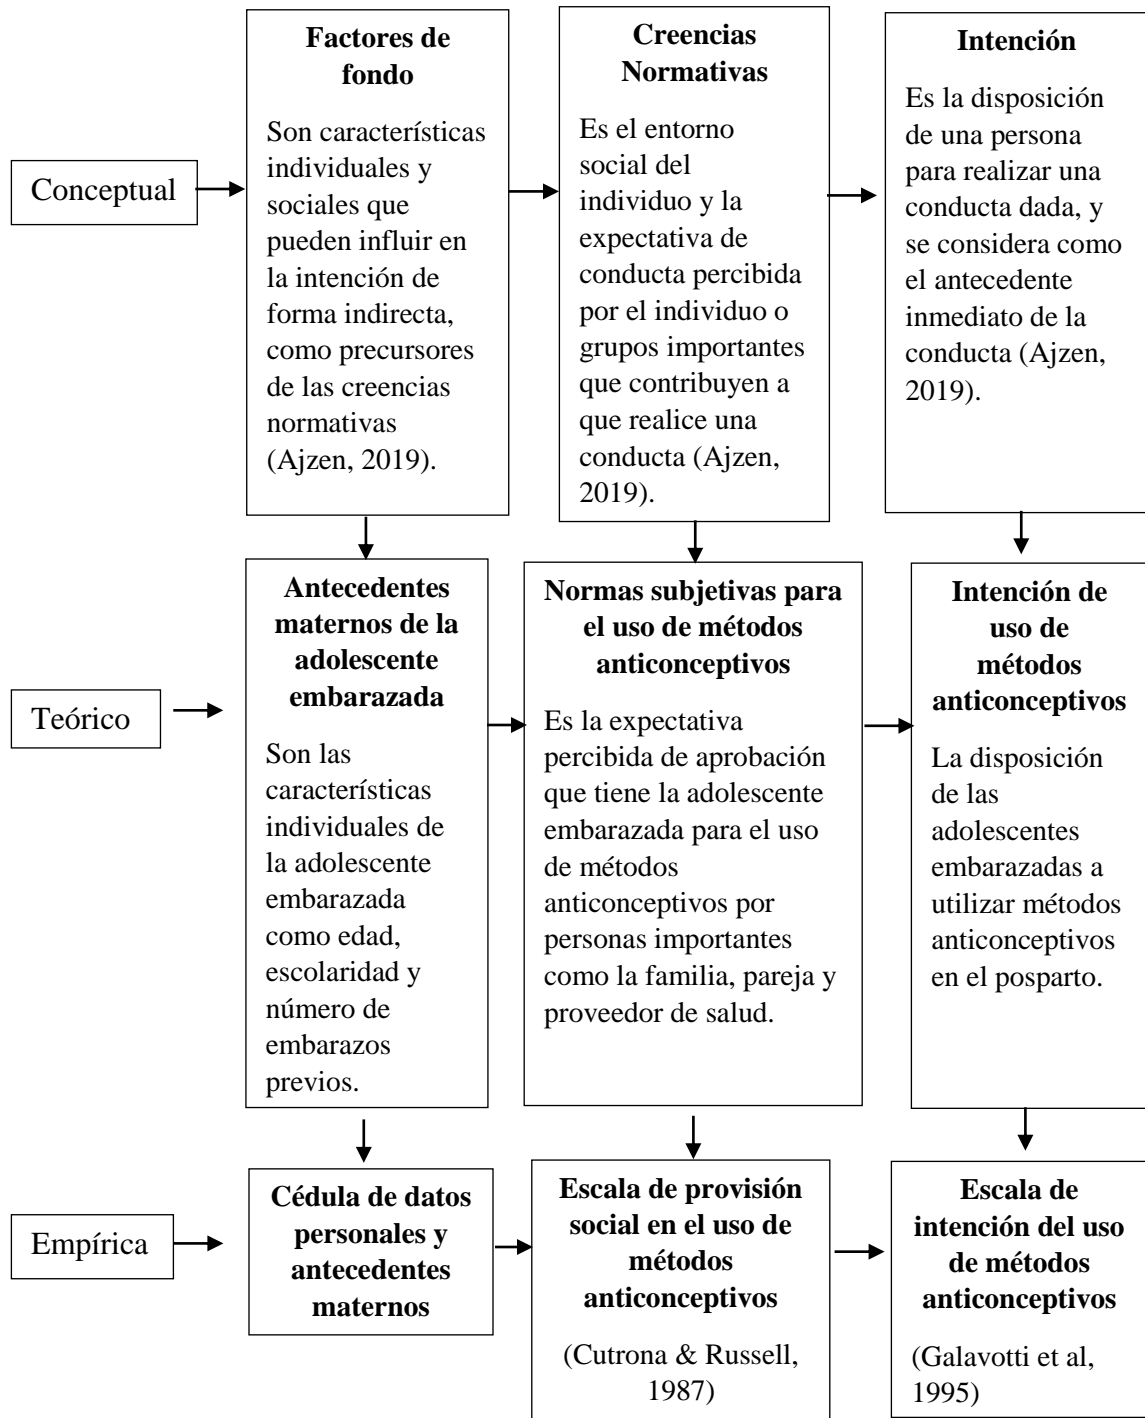 Conceptual
Factores de
fondo
Son características
individuales y
sociales que
pueden influir en
la intención de
forma indirecta,
como precursores
de las creencias
normativas
(Ajzen, 2019).
Creencias
Normativas
Es el entorno
social del
individuo y la
expectativa de
conducta percibida
por el individuo o
grupos importantes
que contribuyen a
que realice una
conducta (Ajzen,
2019).
Intención
Es la disposición
de una persona
para realizar una
conducta dada, y
se considera como
el antecedente
inmediato de la
conducta (Ajzen,
2019).
Teórico
Antecedentes
maternos de la
adolescente
embarazada
Son las
características
individuales de
la adolescente
embarazada
como edad,
escolaridad y
número de
embarazos
previos.
Normas subjetivas para
el uso de métodos
anticonceptivos
Es la expectativa
percibida de aprobación
que tiene la adolescente
embarazada para el uso
de métodos
anticonceptivos por
personas importantes
como la familia, pareja y
proveedor de salud.
Intención de
uso de
métodos
anticonceptivos
La disposición
de las
adolescentes
embarazadas a
utilizar métodos
anticonceptivos
en el posparto.
Empírica
Cédula de datos
personales y
antecedentes
maternos
Escala de provisión
social en el uso de
métodos
anticonceptivos
(Cutrona & Russell,
1987)
Escala de
intención del uso
de métodos
anticonceptivos
(Galavotti et al,
1995)